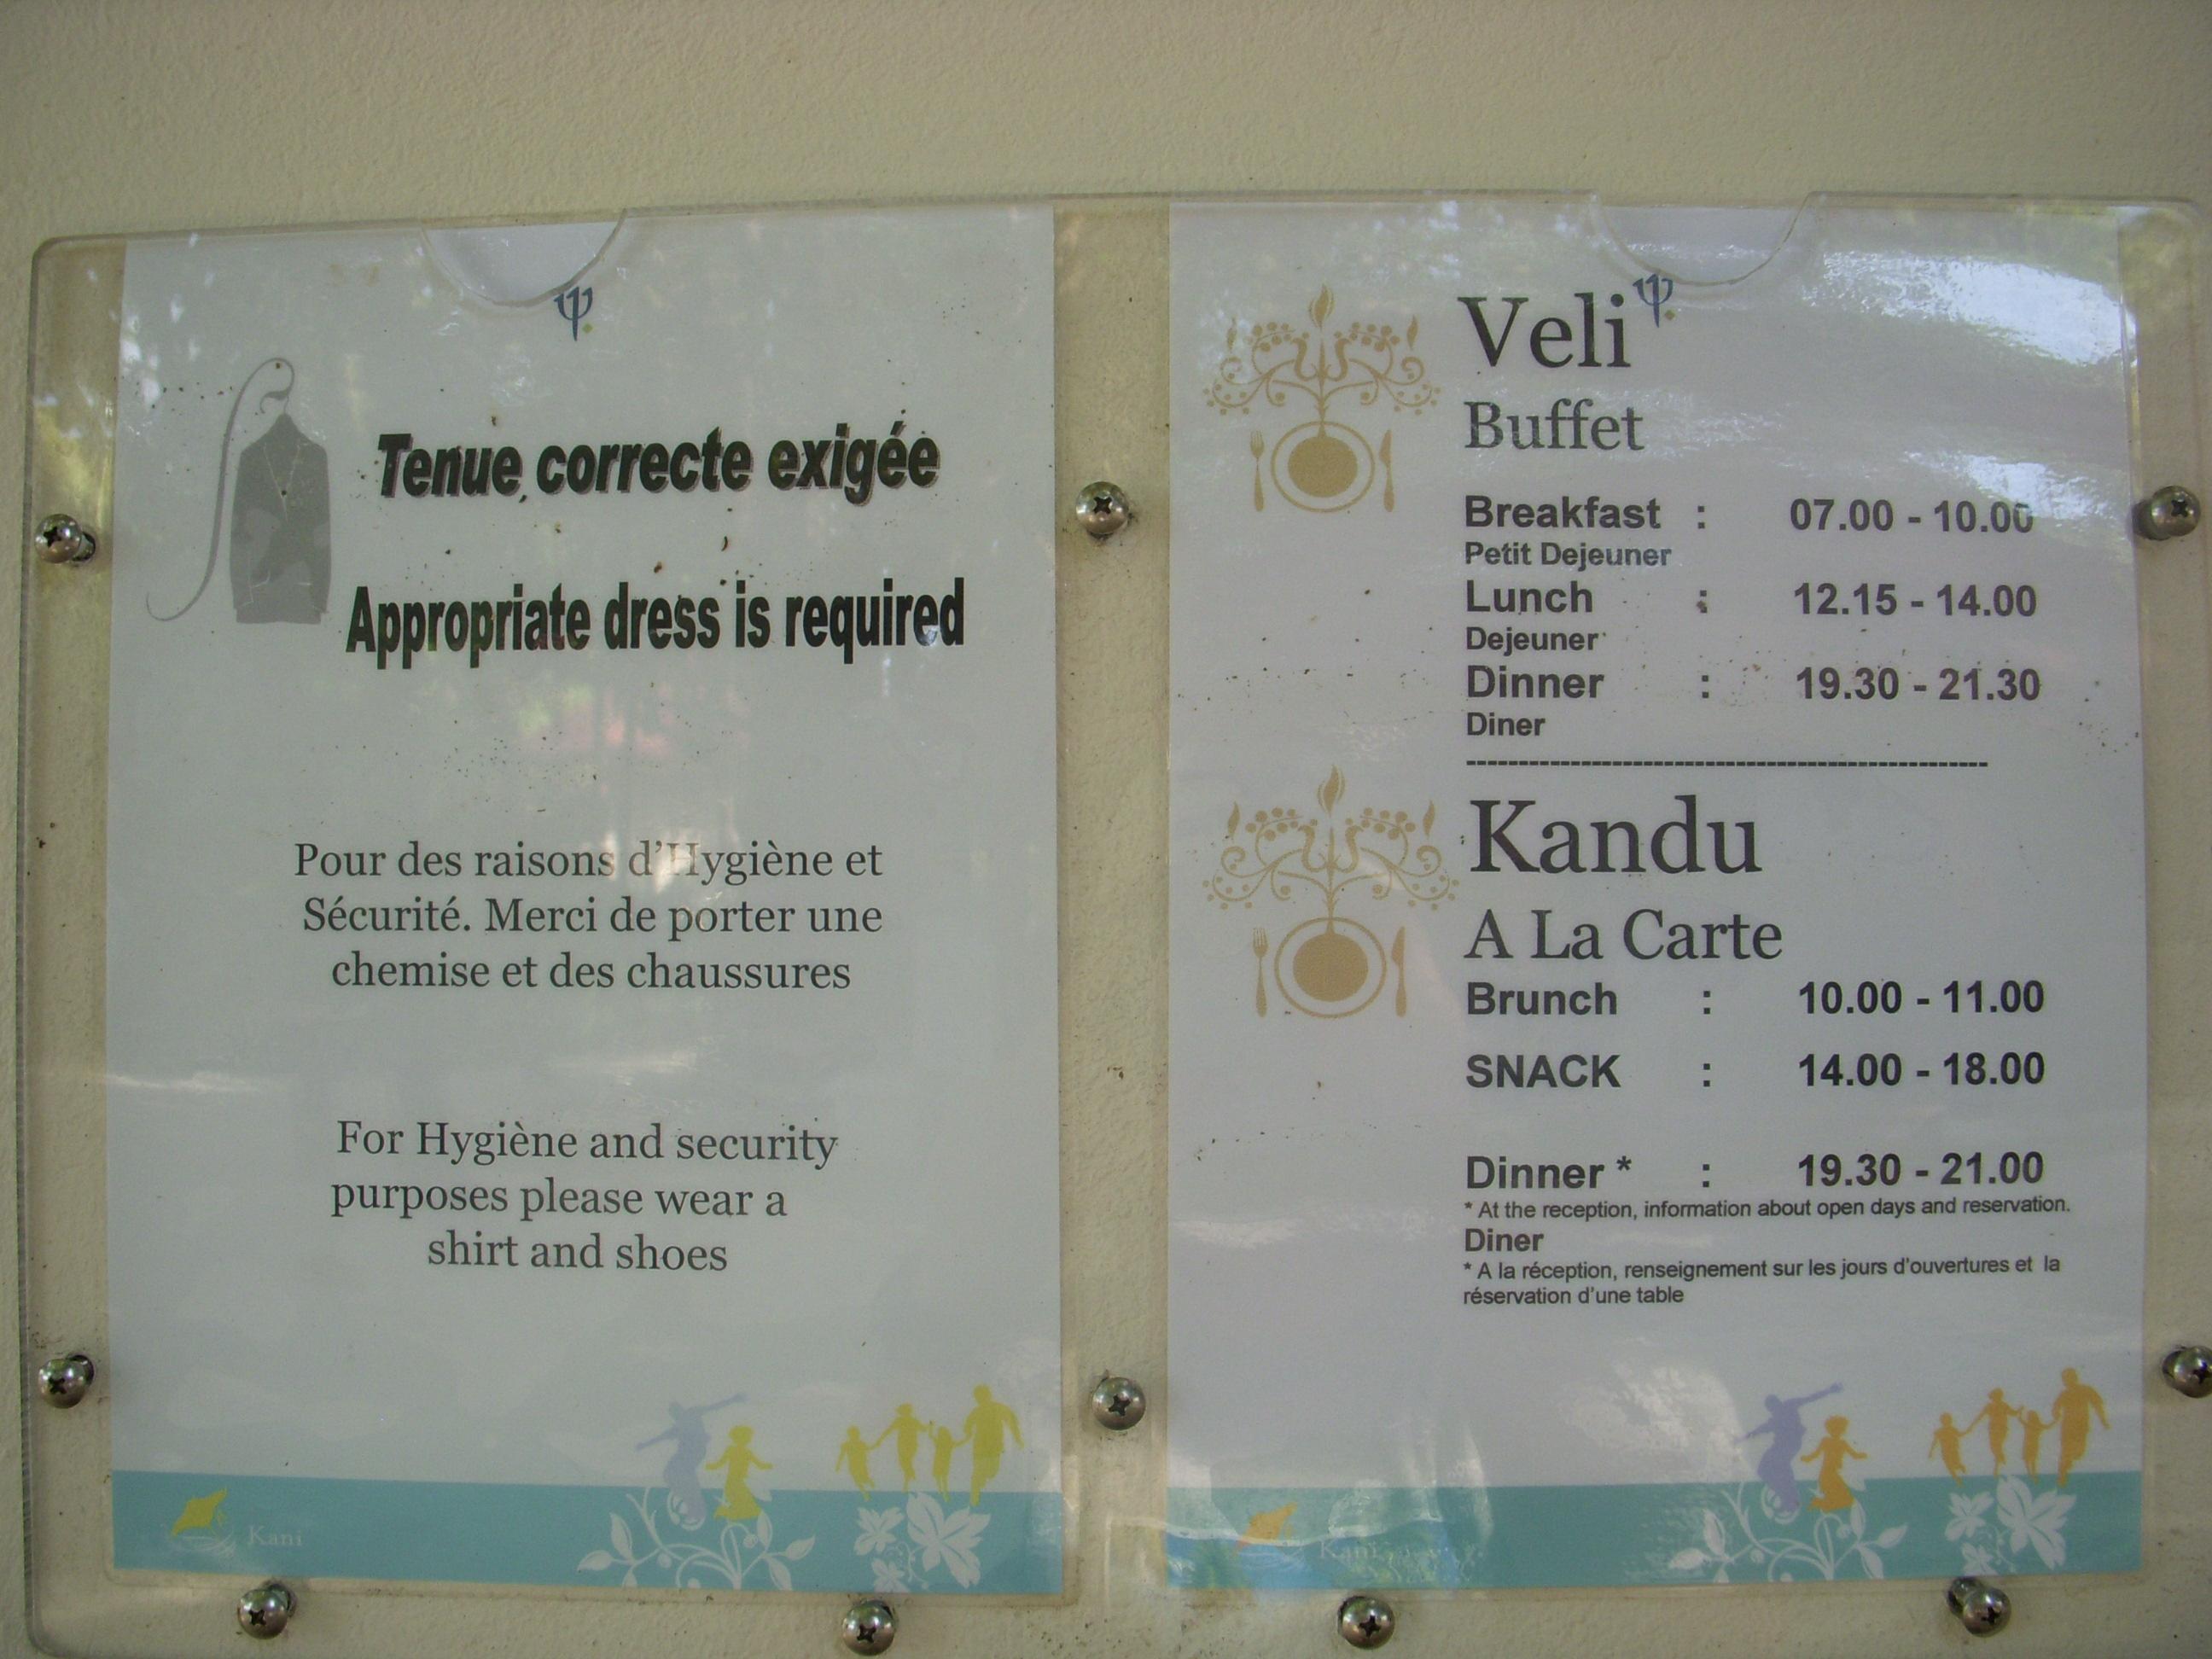 Tenue correcte exigée
Appropriate dress is required
Pour des raisons d'Hygiène et
Sécurité. Merci de porter une
chemise et des chaussures
For Hygiène and security
purposes please wear a
shirt and shoes
Kani
Veli
Buffet
Breakfast : 07.00 - 10.00
Petit Dejeuner
Lunch : 12.15 - 14.00
Dejeuner
Dinner : 19.30 - 21.30
Diner
Kandu
A La Carte
Brunch : 10.00 - 11.00
SNACK : 14.00 - 18.00
Dinner * : 19.30 - 21.00
* At the reception, information about open days and reservation.
Diner
* A la réception, renseignement sur les jours d'ouvertures et la
réservation d'une table
Kani